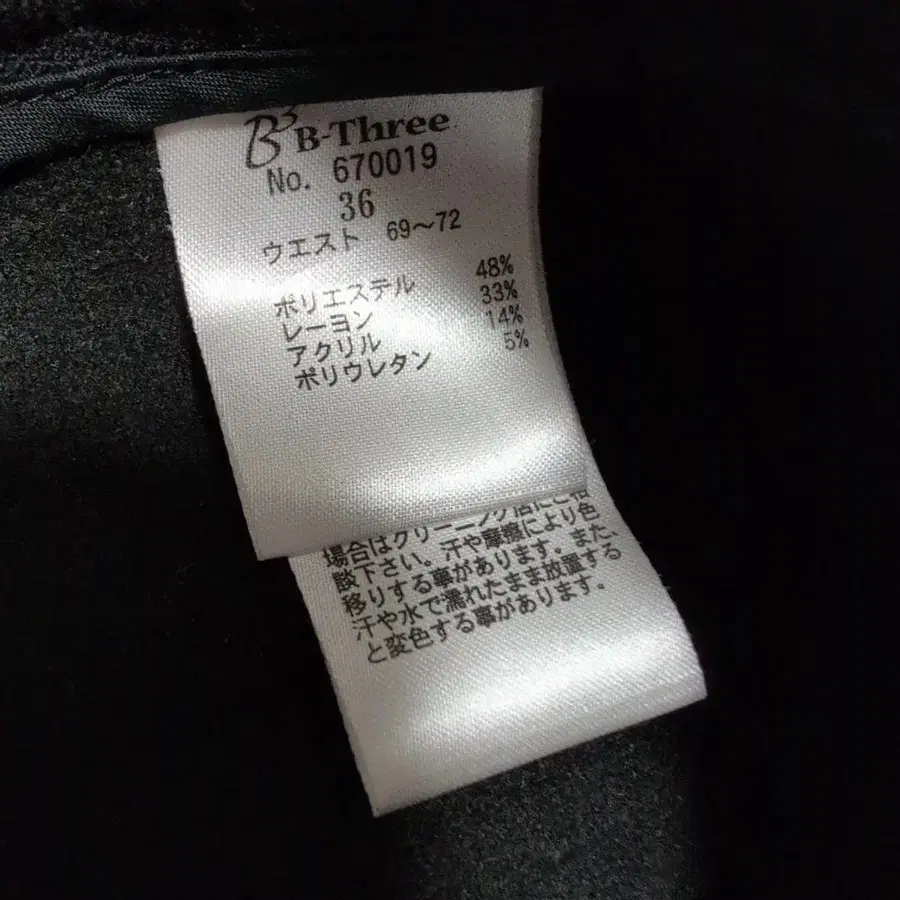 B3 B-Three
No. 670019
36
ウエスト 69～72
ポリエステル 48%
レーヨン 33%
アクリル 14%
ポリウレタン 5%
場合はクリーニング店にご相
談下さい。汗や摩擦により色
移りする事があります。また、
汗や水で濡れたまま放置する
と変色する事があります。